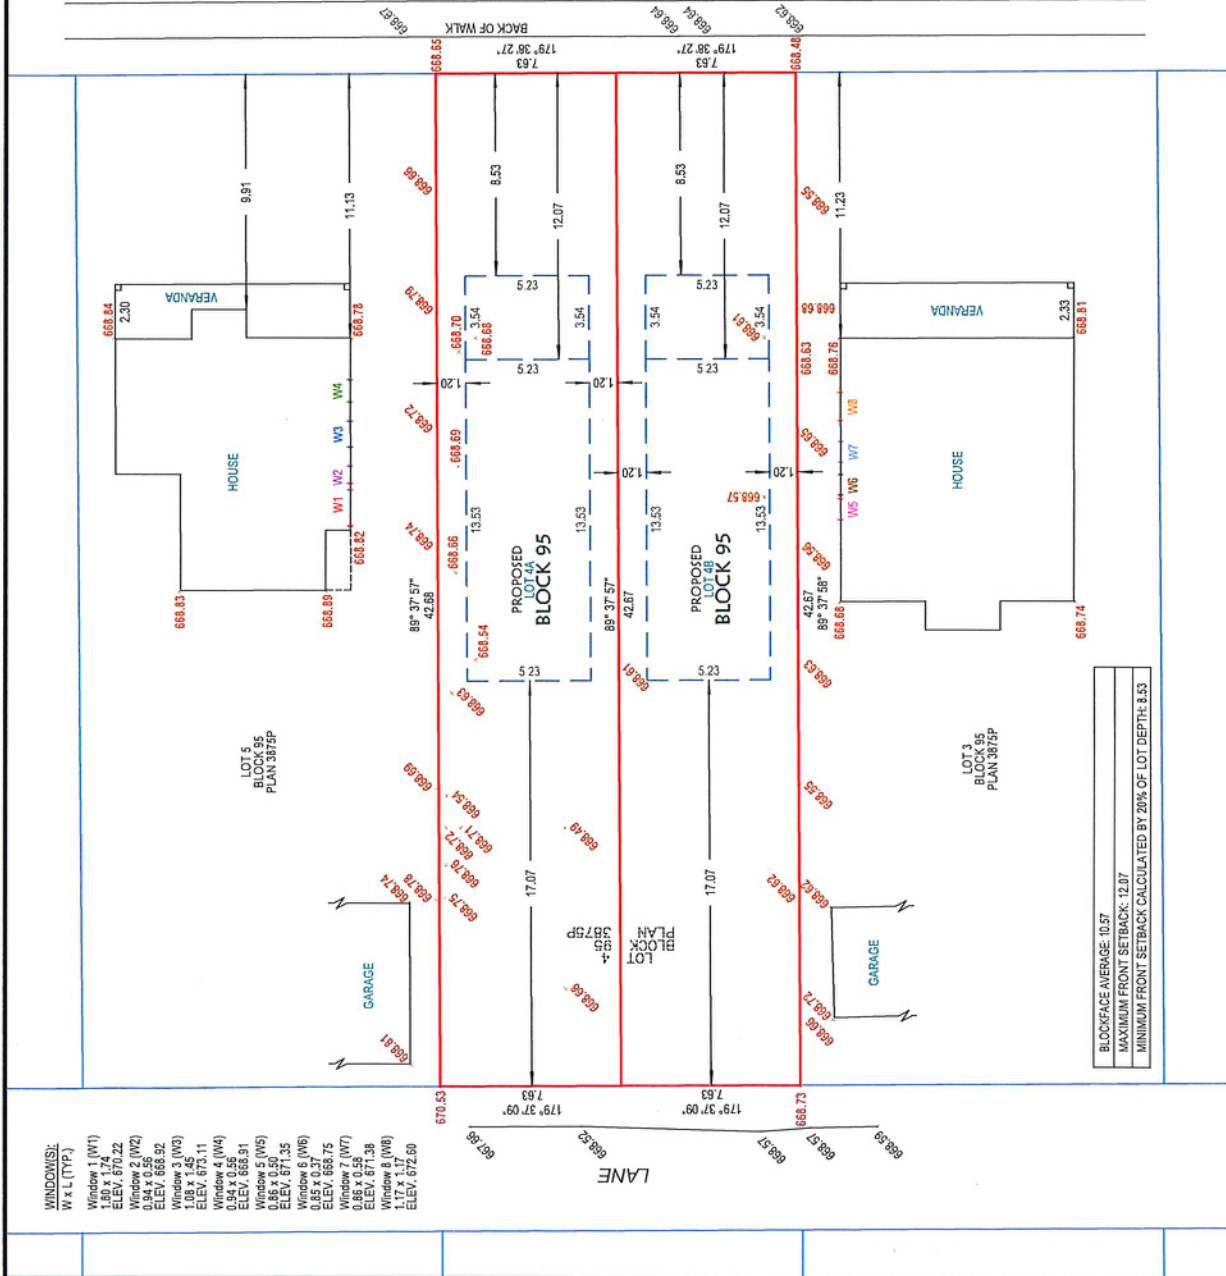 BACK OF WALK
668.67
668.64
668.64
668.62
668.65
179° 38' 27"
7.63
179° 38' 27"
7.63
668.48
668.66
668.55
9.91
11.13
8.53
12.07
8.53
12.07
11.23
668.84
2.30
VERANDA
668.78
668.79
668.70
668.68
5.23
3.54
3.54
5.23
3.54
3.54
668.61
668.68
VERANDA
2.33
668.81
668.63
668.76
1.20
5.23
1.20
5.23
HOUSE
W4
W3
W2
W1
668.72
668.69
668.65
W8
W7
W6
W5
HOUSE
1.20
1.20
668.57
668.82
668.74
668.66
13.53
13.53
13.53
13.53
668.56
668.83
668.89
89° 37' 57"
42.68
PROPOSED
LOT 4A
BLOCK 95
89° 37' 57"
42.67
PROPOSED
LOT 4B
BLOCK 95
42.67
89° 37' 58"
668.68
668.74
668.54
5.23
5.23
668.61
668.63
668.63
LOT 5
BLOCK 95
PLAN 3875P
LOT 3
BLOCK 95
PLAN 3875P
668.69
668.54
668.71
668.72
668.76
668.75
668.78
668.74
668.49
668.55
17.07
17.07
668.62
668.62
LOT 4
BLOCK 95
PLAN 3875P
GARAGE
668.81
668.66
GARAGE
668.72
668.66
BLOCKFACE AVERAGE: 10.57
MAXIMUM FRONT SETBACK: 12.07
MINIMUM FRONT SETBACK CALCULATED BY 20% OF LOT DEPTH: 8.53
670.53
7.63
179° 37' 09"
7.63
179° 37' 09"
668.73
667.66
668.52
668.57
668.57
668.59
LANE
WINDOW(S):
W x L (TYP.)
Window 1 (W1)
1.80 x 1.74
ELEV. 670.22
Window 2 (W2)
0.94 x 0.56
ELEV. 668.92
Window 3 (W3)
1.08 x 1.45
ELEV. 673.11
Window 4 (W4)
0.94 x 0.56
ELEV. 668.91
Window 5 (W5)
0.86 x 0.50
ELEV. 671.35
Window 6 (W6)
0.85 x 0.37
ELEV. 668.75
Window 7 (W7)
0.86 x 0.58
ELEV. 671.38
Window 8 (W8)
1.17 x 1.17
ELEV. 672.60